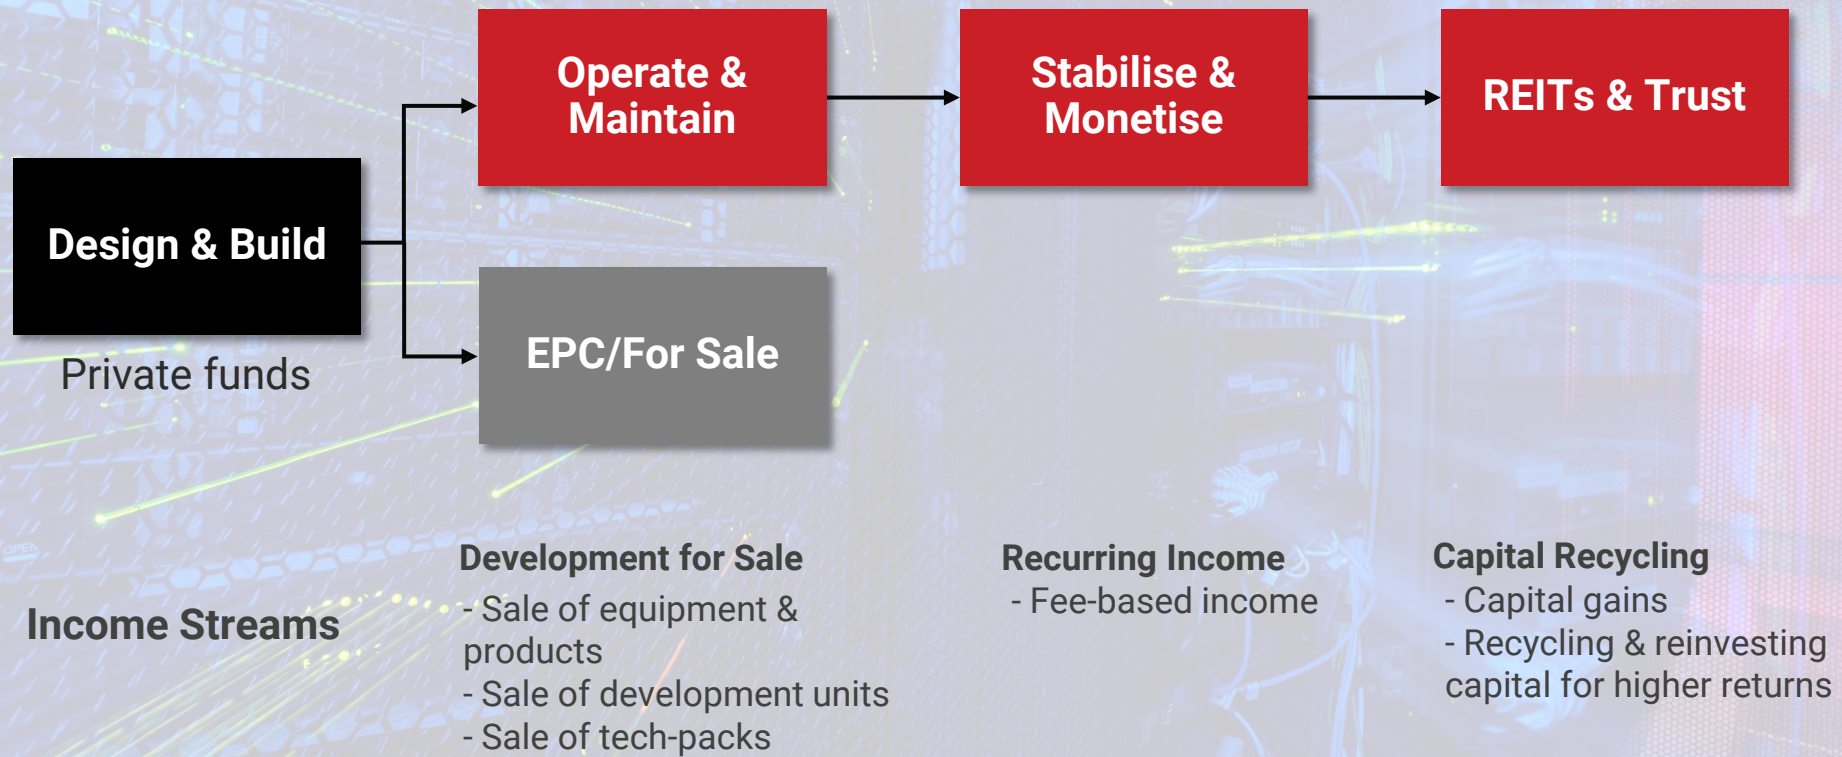 Operate &
Maintain
Stabilise &
Monetise
REITs & Trust
Design & Build
Private funds
EPC/For Sale
Income Streams
Development for Sale
- Sale of equipment &
products
- Sale of development units
- Sale of tech-packs
Recurring Income
- Fee-based income
Capital Recycling
- Capital gains
- Recycling & reinvesting
capital for higher returns
OPEN